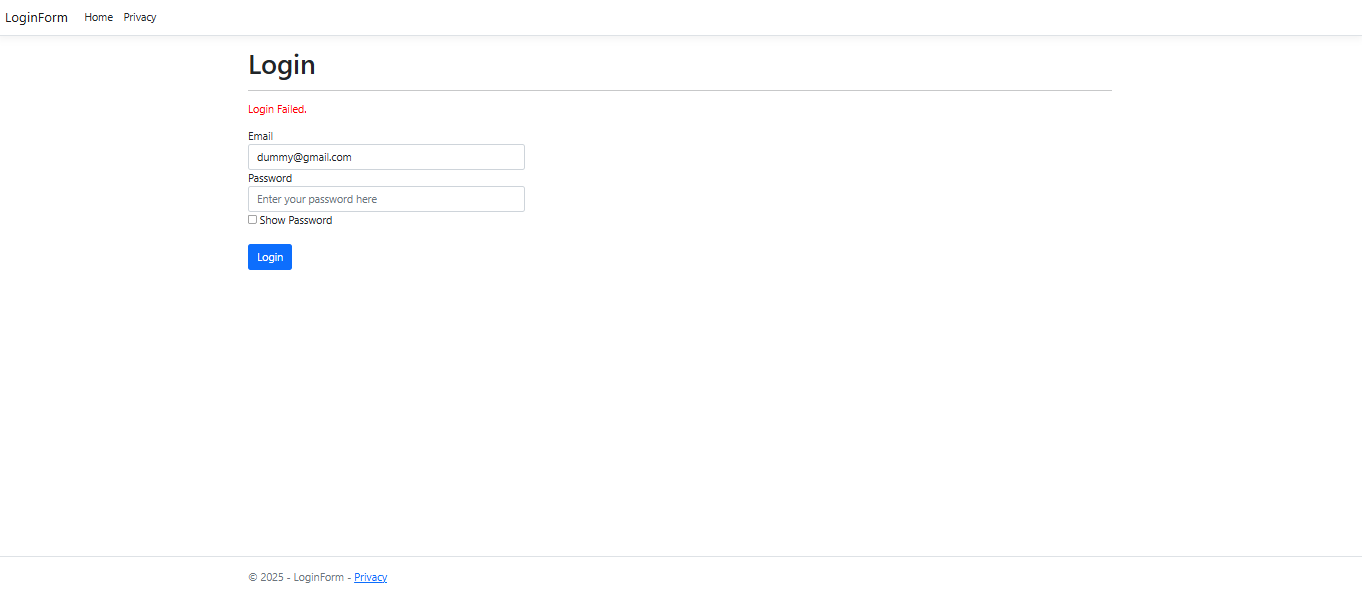 LoginForm Home Privacy
Login
Login Failed.
Email
dummy@gmail.com
Password
Enter your password here
Show Password
Login
© 2025 - LoginForm - Privacy